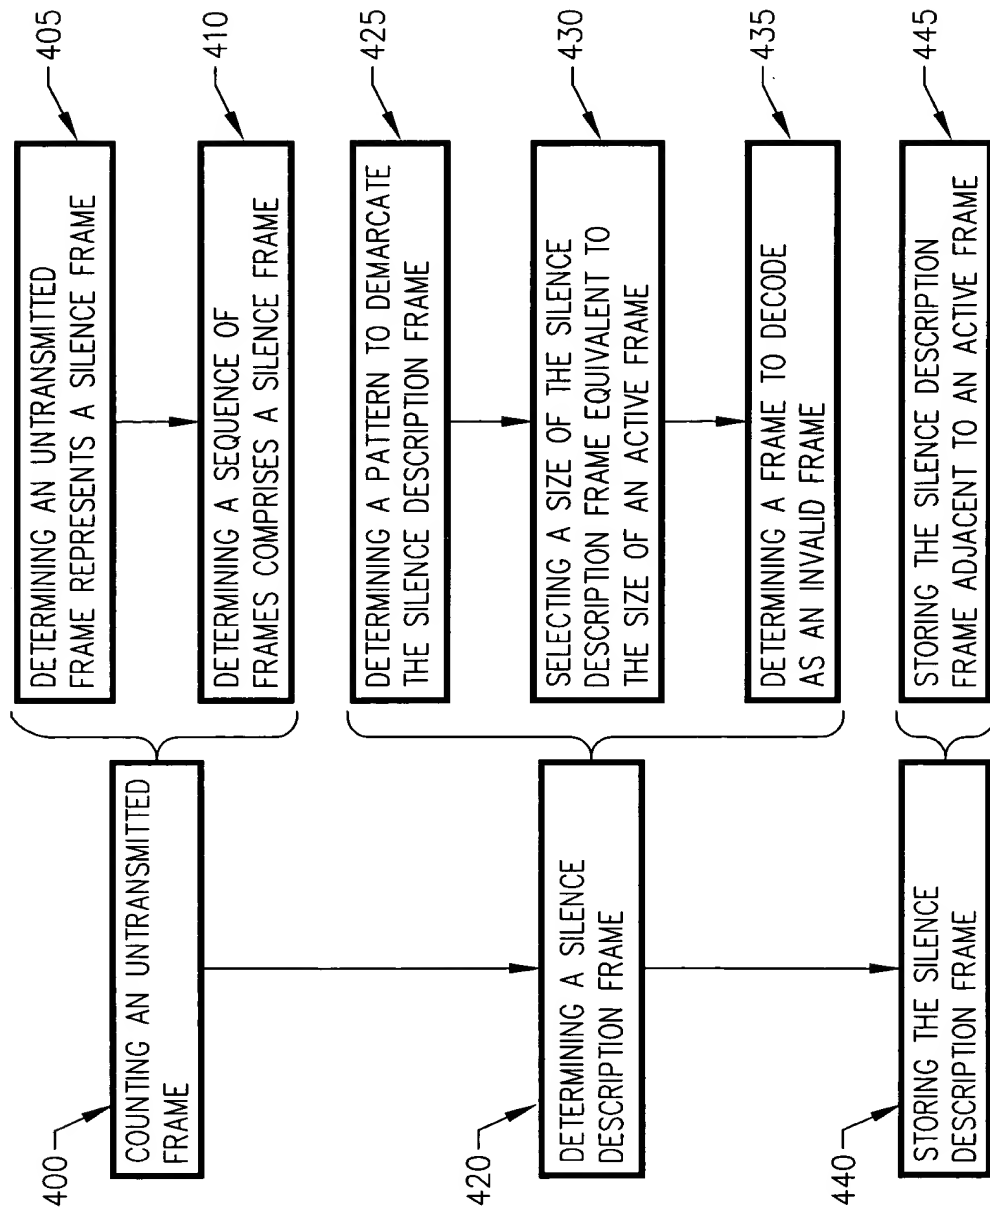 400
COUNTING AN UNTRANSMITTED
FRAME
405
DETERMINING AN UNTRANSMITTED
FRAME REPRESENTS A SILENCE FRAME
410
DETERMINING A SEQUENCE OF
FRAMES COMPRISES A SILENCE FRAME
420
DETERMINING A SILENCE
DESCRIPTION FRAME
425
DETERMINING A PATTERN TO DEMARCATE
THE SILENCE DESCRIPTION FRAME
430
SELECTING A SIZE OF THE SILENCE
DESCRIPTION FRAME EQUIVALENT TO
THE SIZE OF AN ACTIVE FRAME
435
DETERMINING A FRAME TO DECODE
AS AN INVALID FRAME
440
STORING THE SILENCE
DESCRIPTION FRAME
445
STORING THE SILENCE DESCRIPTION
FRAME ADJACENT TO AN ACTIVE FRAME